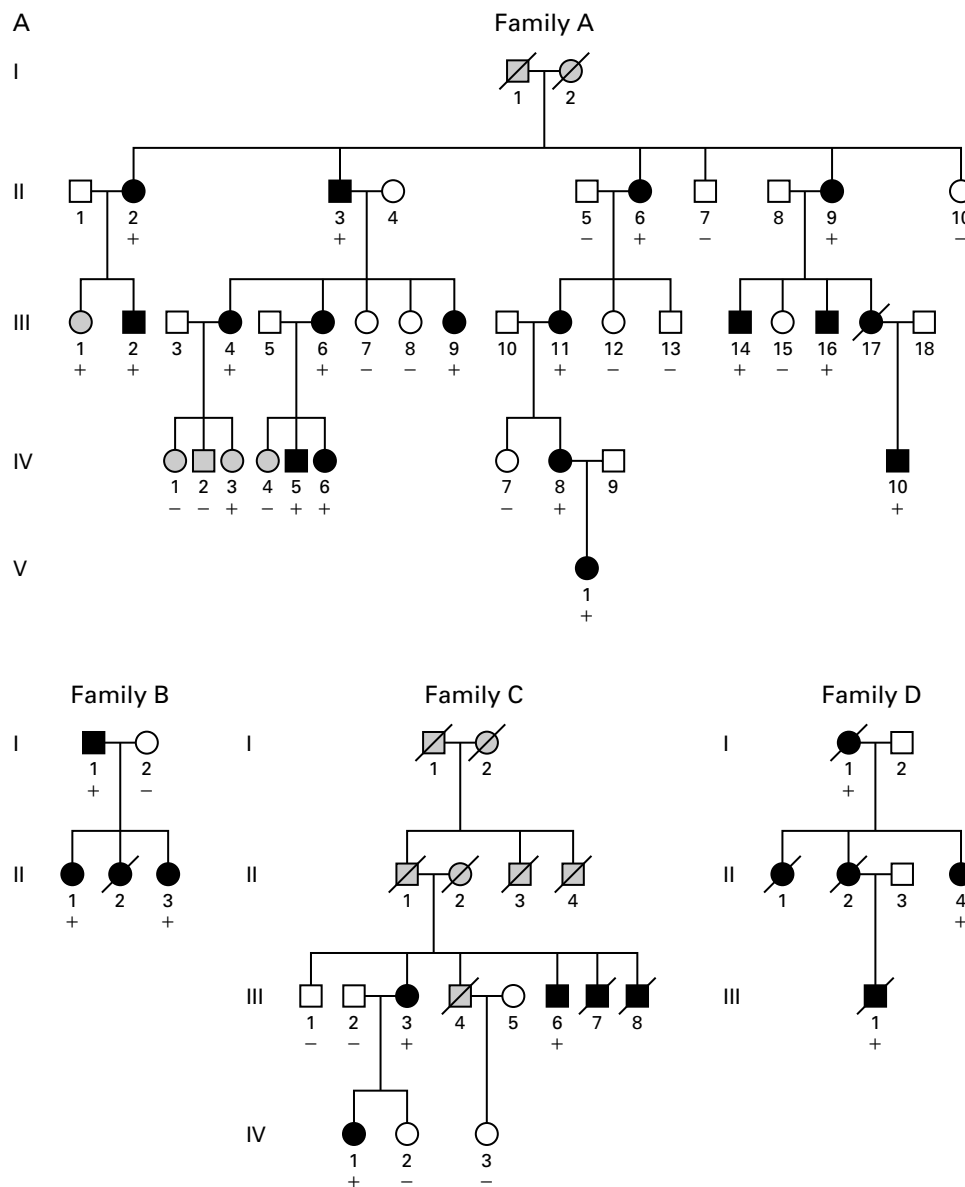 A Family A
I
1 2
II
1 2 3 4 5 6 7 8 9 10
+ + − + − + −
III
1 2 3 4 5 6 7 8 9 10 11 12 13 14 15 16 17 18
+ + + + − − + + − − + − +
IV
1 2 3 4 5 6 7 8 9 10
− − + − + + − + +
V
1
+
Family B Family C Family D
I I I
1 2 1 2 1 2
+ − +
II II II
1 2 3 1 2 3 4 1 2 3 4
+ + +
III III
1 2 3 4 5 6 7 8 1
− − + + +
IV
1 2 3
+ − −